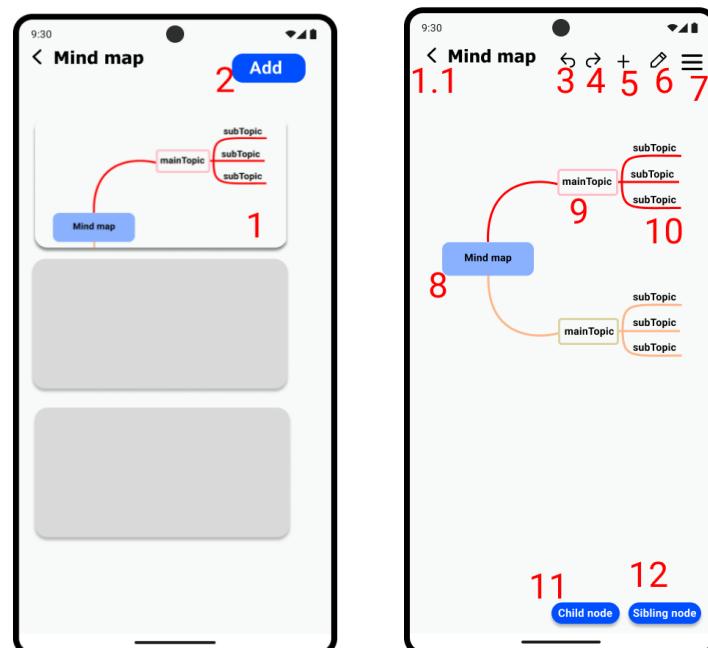 9:30
Mind map
2
Add
subTopic
mainTopic
subTopic
subTopic
Mind map
1
9:30
Mind map
1.1
3
4
5
6
7
subTopic
mainTopic
subTopic
subTopic
9
10
Mind map
8
subTopic
mainTopic
subTopic
subTopic
11
12
Child node
Sibling node